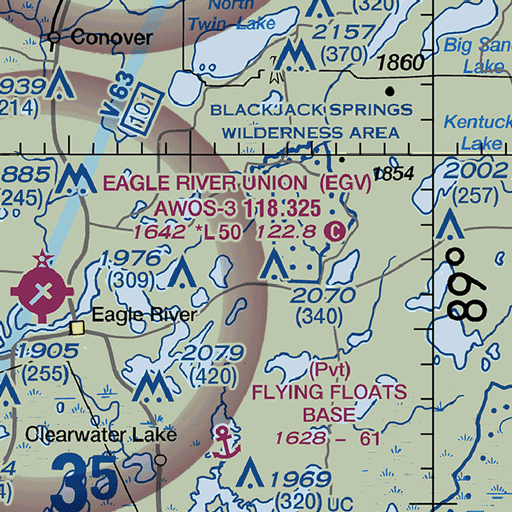 North
Twin Lake
(320)
Conover
2157
(370)
1860
Big San
Lake
939
214)
V 63
101
BLACKJACK SPRINGS
WILDERNESS AREA
Kentuck
Lake
885
(245)
EAGLE RIVER UNION (EGV)
AWOS-3 118.325
1642 *L50 122.8 C
1854
2002
(257)
1976
(309)
2070
(340)
89°
Eagle River
1905
(255)
2079
(420)
(Pvt)
FLYING FLOATS
BASE
1628 - 61
Clearwater Lake
35
1969
(320) UC
4
)